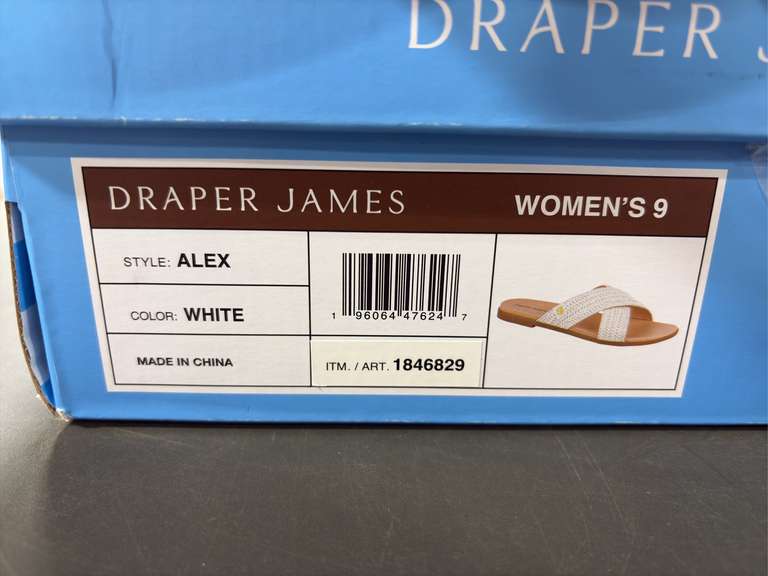 DRAPER J
DRAPER JAMES
WOMEN'S 9
STYLE: ALEX
COLOR: WHITE
MADE IN CHINA
1 96064 47624 7
ITM. / ART. 1846829